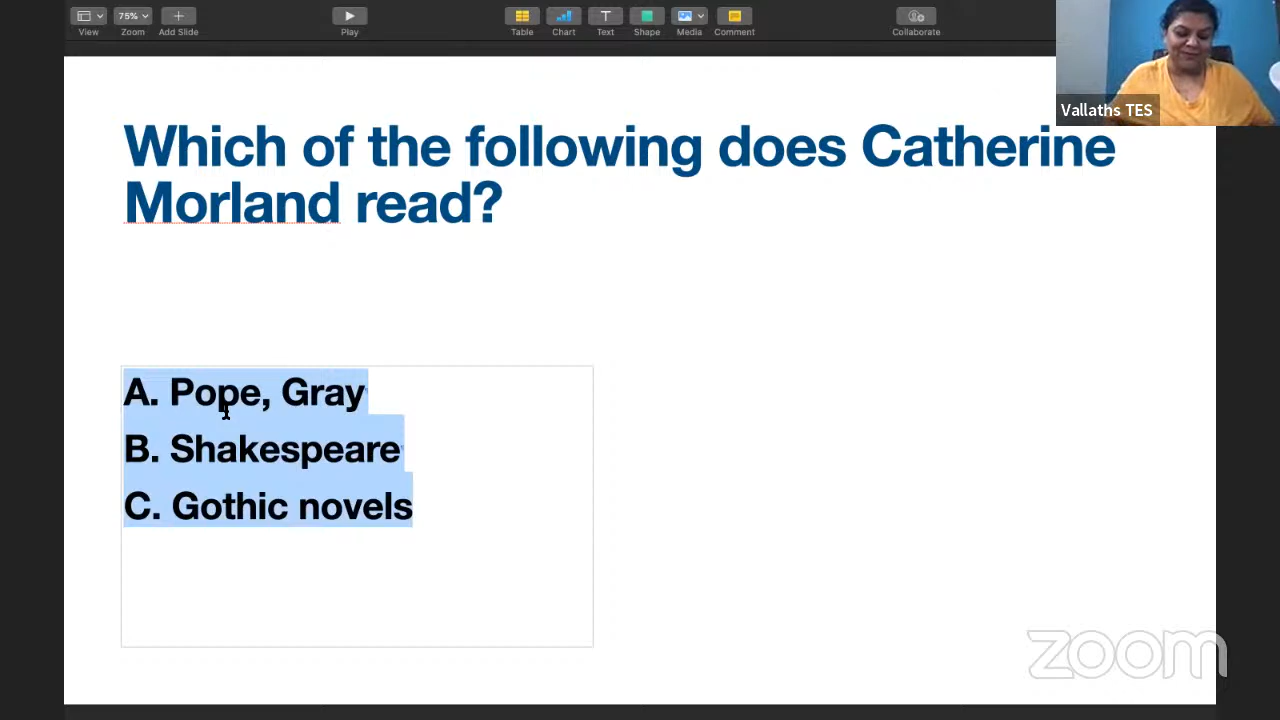 75%
View
Zoom
Add Slide
Play
Table
Chart
Text
Shape
Media
Comment
Collaborate
Vallaths TES
Which of the following does Catherine
Morland read?
A. Pope, Gray
B. Shakespeare
C. Gothic novels
zoom